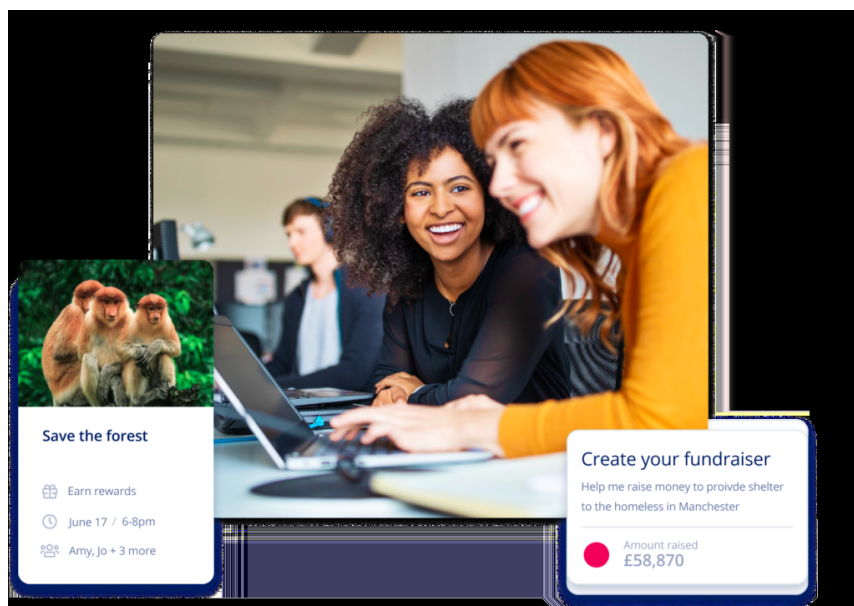 Save the forest
Earn rewards
June 17 / 6-8pm
Amy, Jo + 3 more
Create your fundraiser
Help me raise money to proivde shelter
to the homeless in Manchester
Amount raised
£58,870